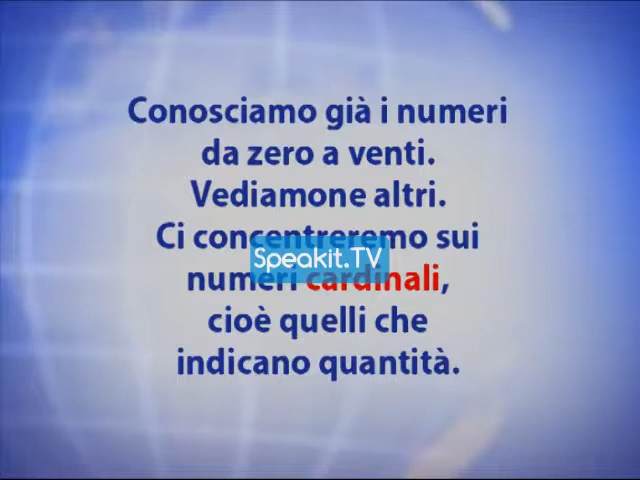 Conosciamo già i numeri
da zero a venti.
Vediamone altri.
Ci concentreremo sui
Speakit.TV
numeri cardinali,
cioè quelli che
indicano quantità.